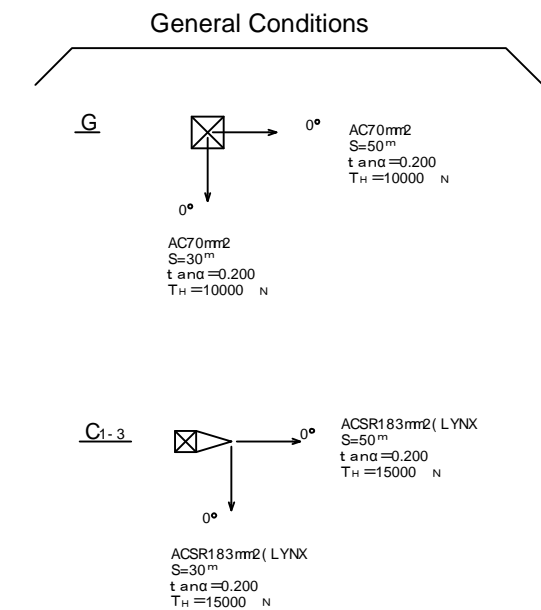 General Conditions
G
0°
AC70mm2
S=50m
tanα=0.200
TH=10000 N
0°
AC70mm2
S=30m
tanα=0.200
TH=10000 N
C1-3
0°
ACSR183mm2(LYNX
S=50m
tanα=0.200
TH=15000 N
0°
ACSR183mm2(LYNX
S=30m
tanα=0.200
TH=15000 N